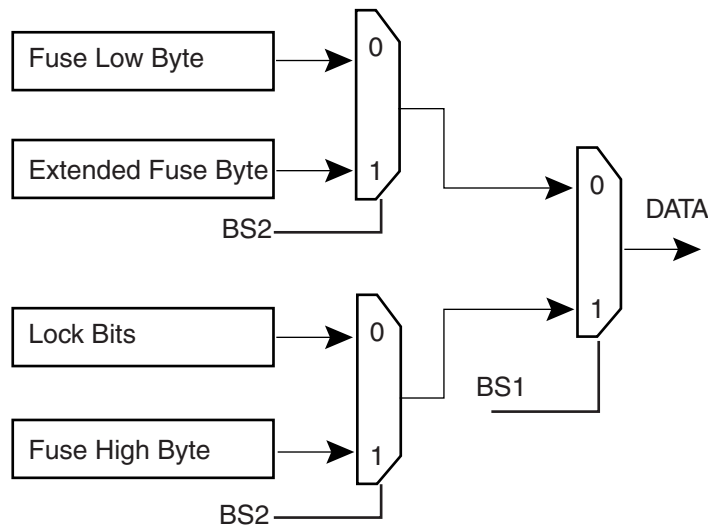 Fuse Low Byte
0
Extended Fuse Byte
1
BS2
0
DATA
1
Lock Bits
0
BS1
Fuse High Byte
1
BS2